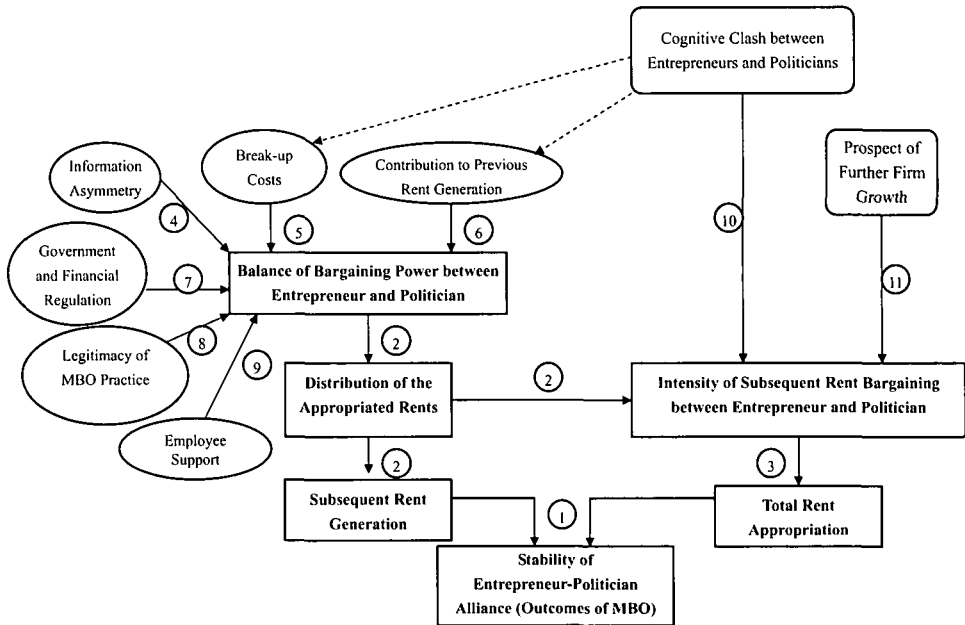 Cognitive Clash between
Entrepreneurs and Politicians
Prospect of
Further Firm
Growth
Information
Asymmetry
Break-up
Costs
Contribution to Previous
Rent Generation
4
5
6
10
11
Government
and Financial
Regulation
7
Balance of Bargaining Power between
Entrepreneur and Politician
Legitimacy of
MBO Practice
8
9
2
Employee
Support
Distribution of the
Appropriated Rents
2
Intensity of Subsequent Rent Bargaining
between Entrepreneur and Politician
2
3
Subsequent Rent
Generation
1
Total Rent
Appropriation
Stability of
Entrepreneur-Politician
Alliance (Outcomes of MBO)